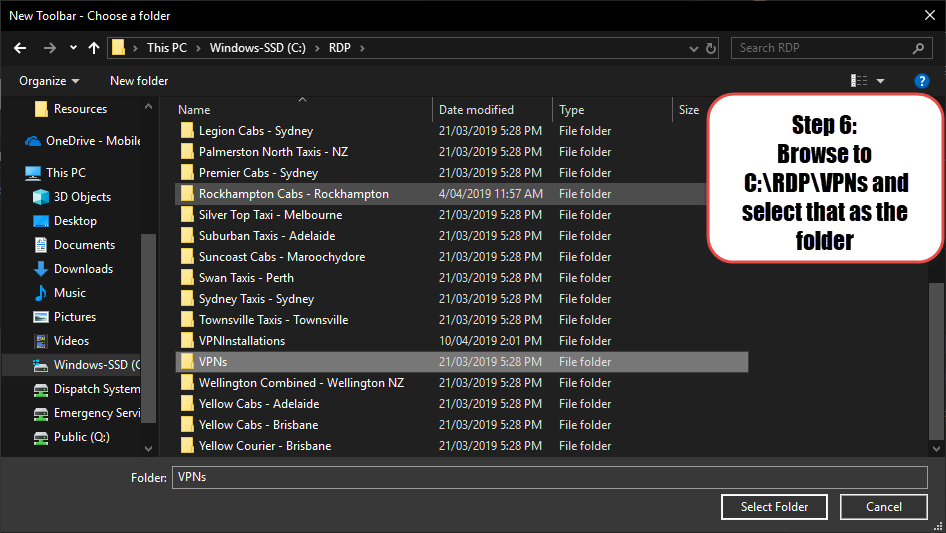 New Toolbar - Choose a folder
This PC > Windows-SSD (C:) > RDP >
Search RDP
Organize
New folder
?
Resources
OneDrive - Mobile
This PC
3D Objects
Desktop
Documents
Downloads
Music
Pictures
Videos
Windows-SSD (C
Dispatch System
Emergency Servi
Public (Q:)
Name Date modified Type Size
Legion Cabs - Sydney 21/03/2019 5:28 PM File folder
Palmerston North Taxis - NZ 21/03/2019 5:28 PM File folder
Premier Cabs - Sydney 21/03/2019 5:28 PM File folder
Rockhampton Cabs - Rockhampton 4/04/2019 11:57 AM File folder
Silver Top Taxi - Melbourne 21/03/2019 5:28 PM File folder
Suburban Taxis - Adelaide 21/03/2019 5:28 PM File folder
Suncoast Cabs - Maroochydore 21/03/2019 5:28 PM File folder
Swan Taxis - Perth 21/03/2019 5:28 PM File folder
Sydney Taxis - Sydney 21/03/2019 5:28 PM File folder
Townsville Taxis - Townsville 21/03/2019 5:28 PM File folder
VPNInstallations 10/04/2019 2:01 PM File folder
VPNs 21/03/2019 5:28 PM File folder
Wellington Combined - Wellington NZ 21/03/2019 5:28 PM File folder
Yellow Cabs - Adelaide 21/03/2019 5:28 PM File folder
Yellow Cabs - Brisbane 21/03/2019 5:28 PM File folder
Yellow Courier - Brisbane 21/03/2019 5:28 PM File folder
Step 6:
Browse to
C:\RDP\VPNs and
select that as the
folder
Folder: VPNs
Select Folder
Cancel